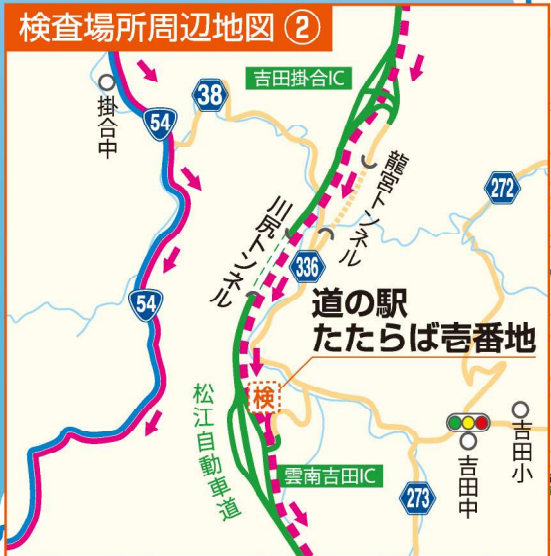 検査場所周辺地図②
吉田掛合IC
掛合中
38
54
龍宮トンネル
272
川尻トンネル
336
54
道の駅
たたらば壱番地
検
松江自動車道
吉田小
吉田中
雲南吉田IC
273